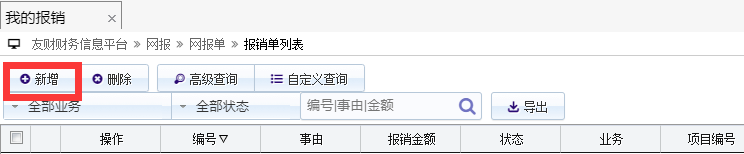 我的报销 ×
友财财务信息平台 » 网报 » 网报单 » 报销单列表
新增 删除 高级查询 自定义查询
全部业务 全部状态 编号|事由|金额 导出
操作 编号▽ 事由 报销金额 状态 业务 项目编号